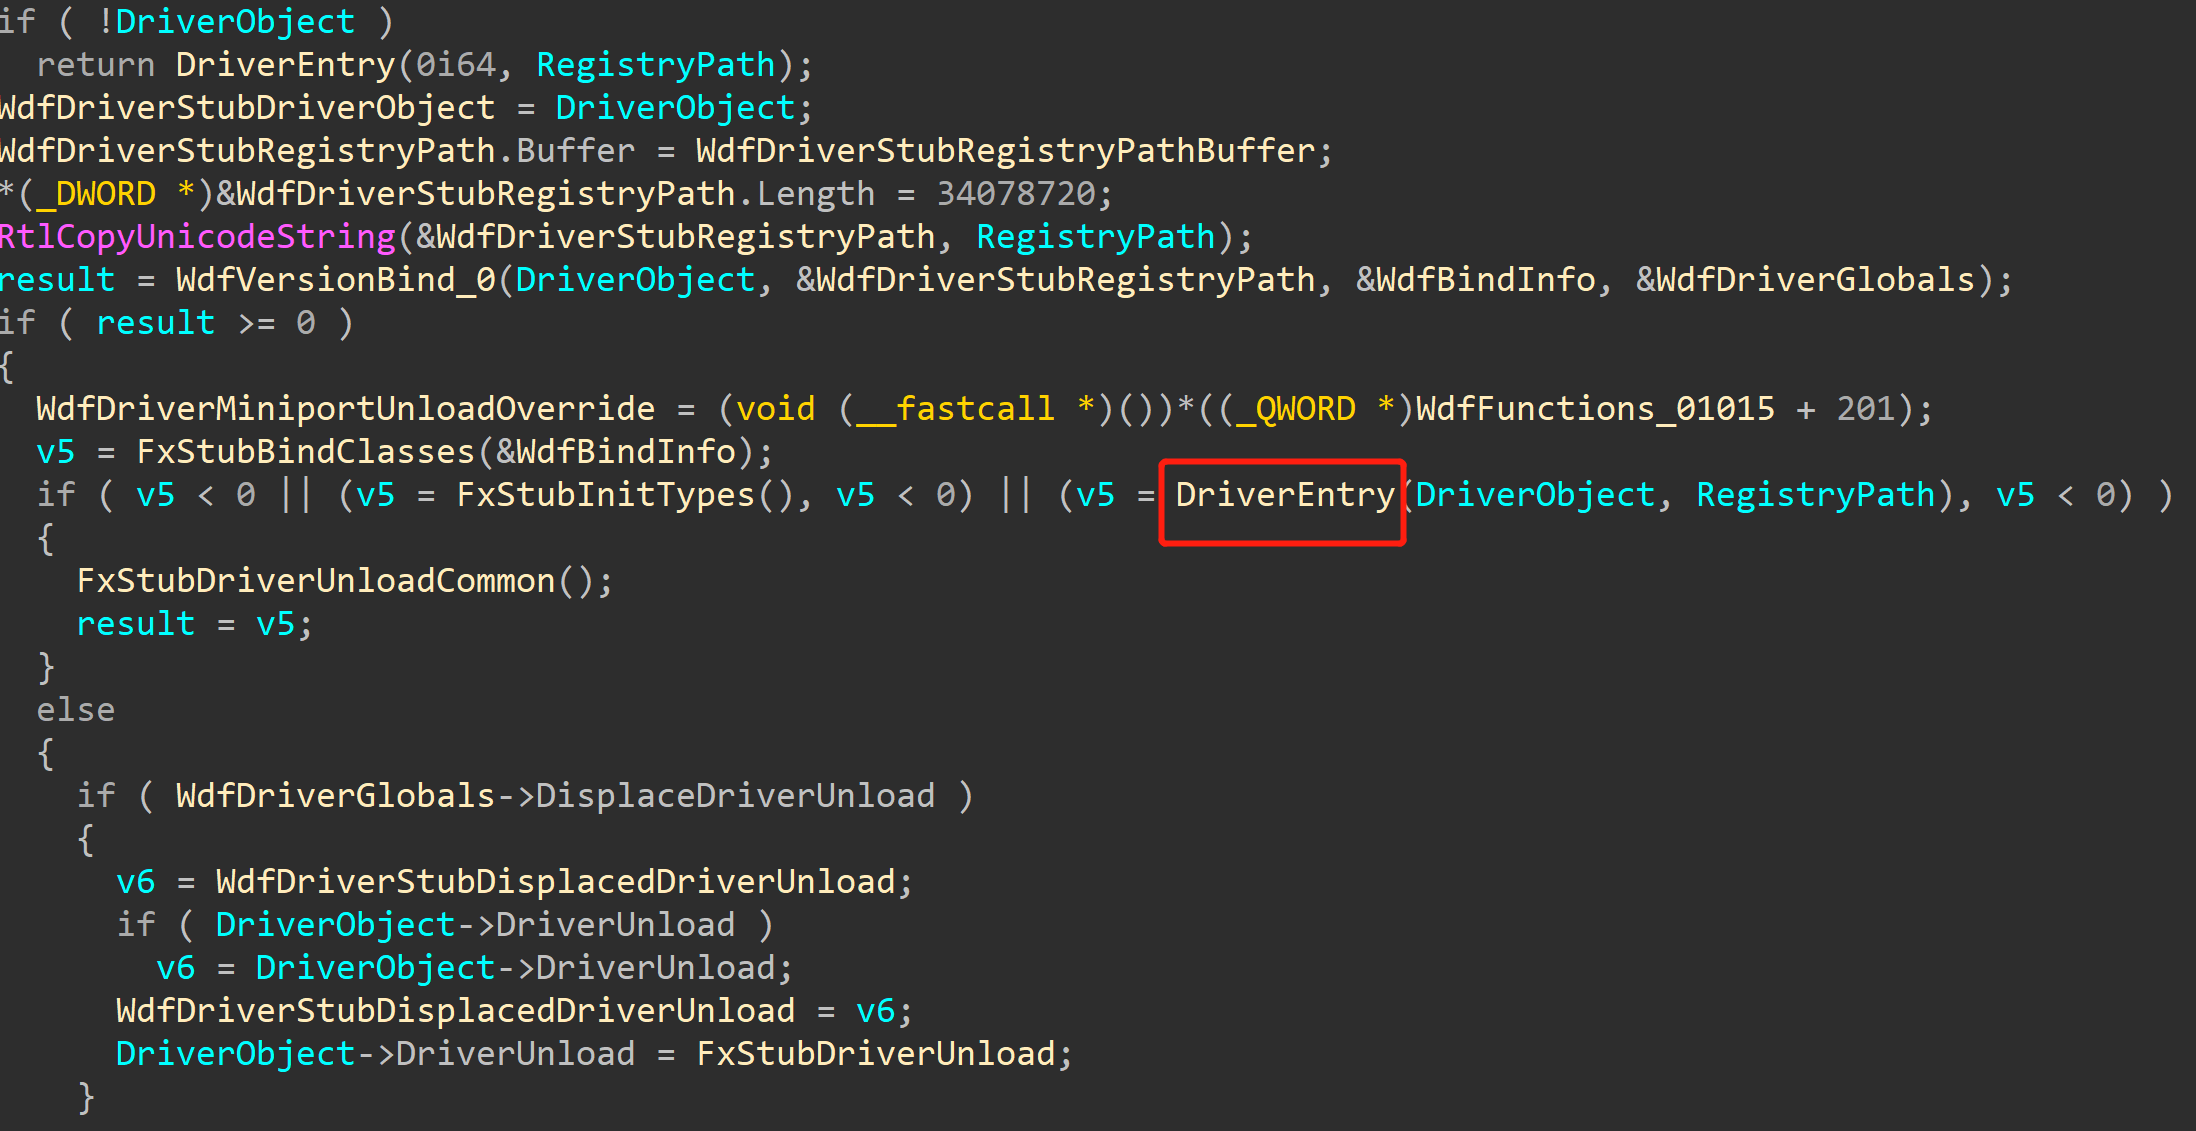 if ( !DriverObject )
  return DriverEntry(0i64, RegistryPath);
WdfDriverStubDriverObject = DriverObject;
WdfDriverStubRegistryPath.Buffer = WdfDriverStubRegistryPathBuffer;
*(_DWORD *)&WdfDriverStubRegistryPath.Length = 34078720;
RtlCopyUnicodeString(&WdfDriverStubRegistryPath, RegistryPath);
result = WdfVersionBind_0(DriverObject, &WdfDriverStubRegistryPath, &WdfBindInfo, &WdfDriverGlobals);
if ( result >= 0 )
{
  WdfDriverMiniportUnloadOverride = (void (__fastcall *)())*((_QWORD *)WdfFunctions_01015 + 201);
  v5 = FxStubBindClasses(&WdfBindInfo);
  if ( v5 < 0 || (v5 = FxStubInitTypes(), v5 < 0) || (v5 = DriverEntry(DriverObject, RegistryPath), v5 < 0) )
  {
    FxStubDriverUnloadCommon();
    result = v5;
  }
  else
  {
    if ( WdfDriverGlobals->DisplaceDriverUnload )
    {
      v6 = WdfDriverStubDisplacedDriverUnload;
      if ( DriverObject->DriverUnload )
        v6 = DriverObject->DriverUnload;
      WdfDriverStubDisplacedDriverUnload = v6;
      DriverObject->DriverUnload = FxStubDriverUnload;
    }